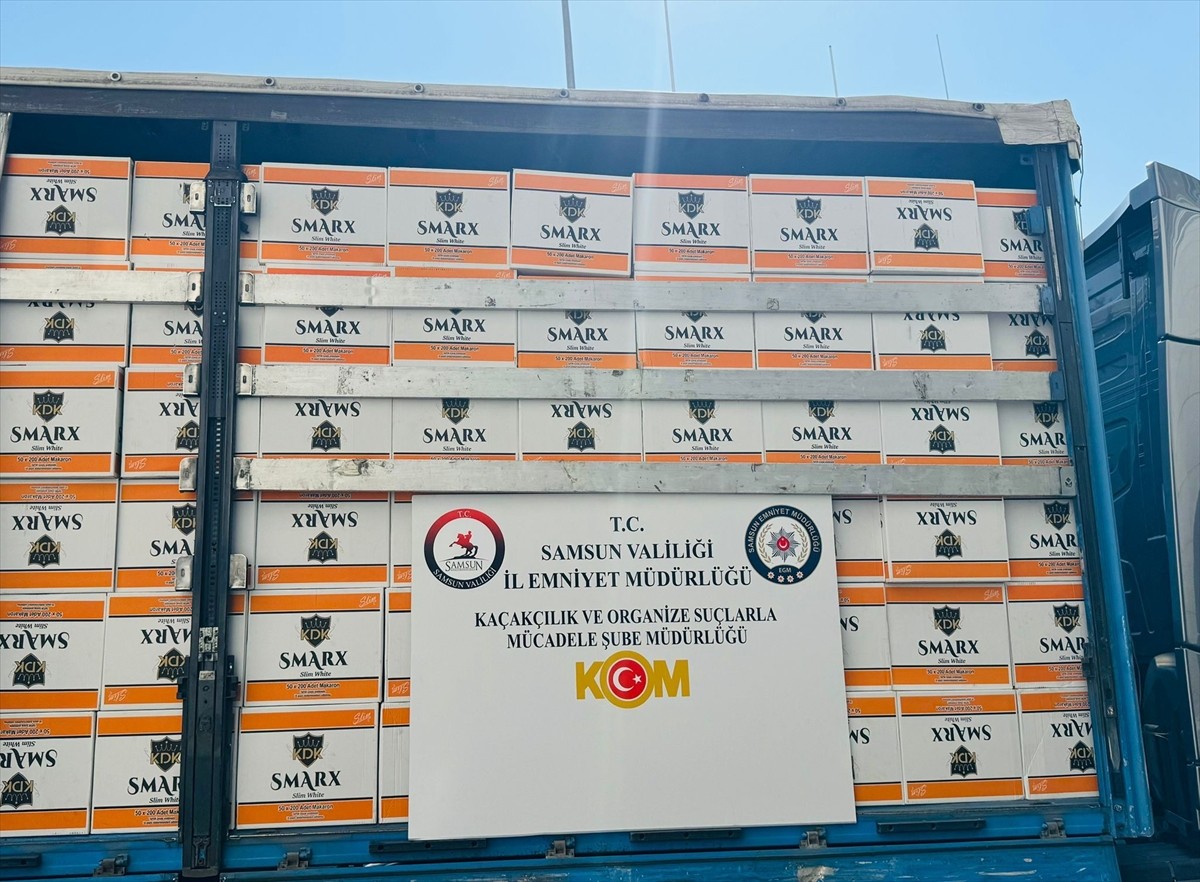 KDK
SMARX
Slim White
50 x 200 Adet Makaron
Slim
T.C.
SAMSUN
SAMSUN VALİLİĞİ
T.C.
SAMSUN VALİLİĞİ
İL EMNİYET MÜDÜRLÜĞÜ
SAMSUN EMNİYET MÜDÜRLÜĞÜ
EGM
KAÇAKÇILIK VE ORGANİZE SUÇLARLA
MÜCADELE ŞUBE MÜDÜRLÜĞÜ
KOM